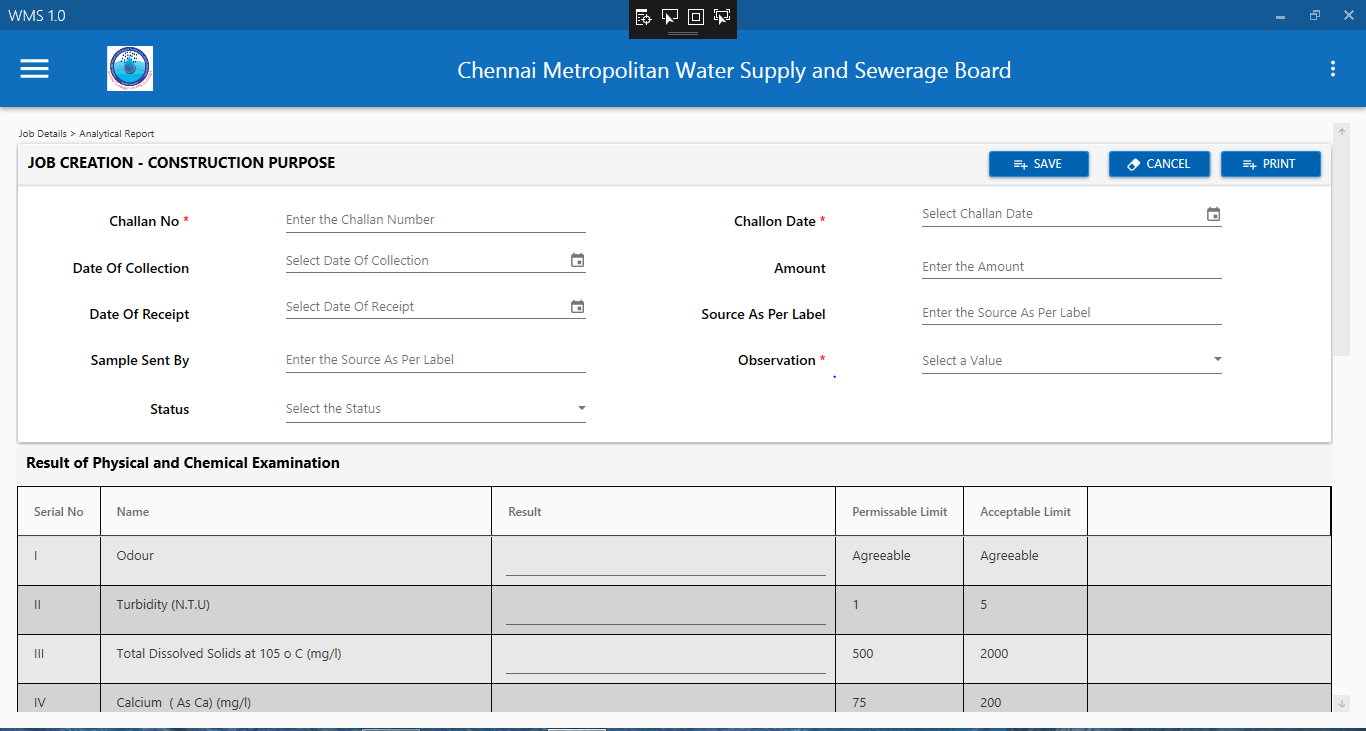 WMS 1.0
Chennai Metropolitan Water Supply and Sewerage Board
Job Details > Analytical Report
JOB CREATION - CONSTRUCTION PURPOSE
SAVE
CANCEL
PRINT
Challan No * Enter the Challan Number
Challon Date * Select Challan Date
Date Of Collection Select Date Of Collection
Amount Enter the Amount
Date Of Receipt Select Date Of Receipt
Source As Per Label Enter the Source As Per Label
Sample Sent By Enter the Source As Per Label
Observation * Select a Value
Status Select the Status
Result of Physical and Chemical Examination
Serial No Name Result Permissable Limit Acceptable Limit
I Odour Agreeable Agreeable
II Turbidity (N.T.U) 1 5
III Total Dissolved Solids at 105 o C (mg/l) 500 2000
IV Calcium ( As Ca) (mg/l) 75 200